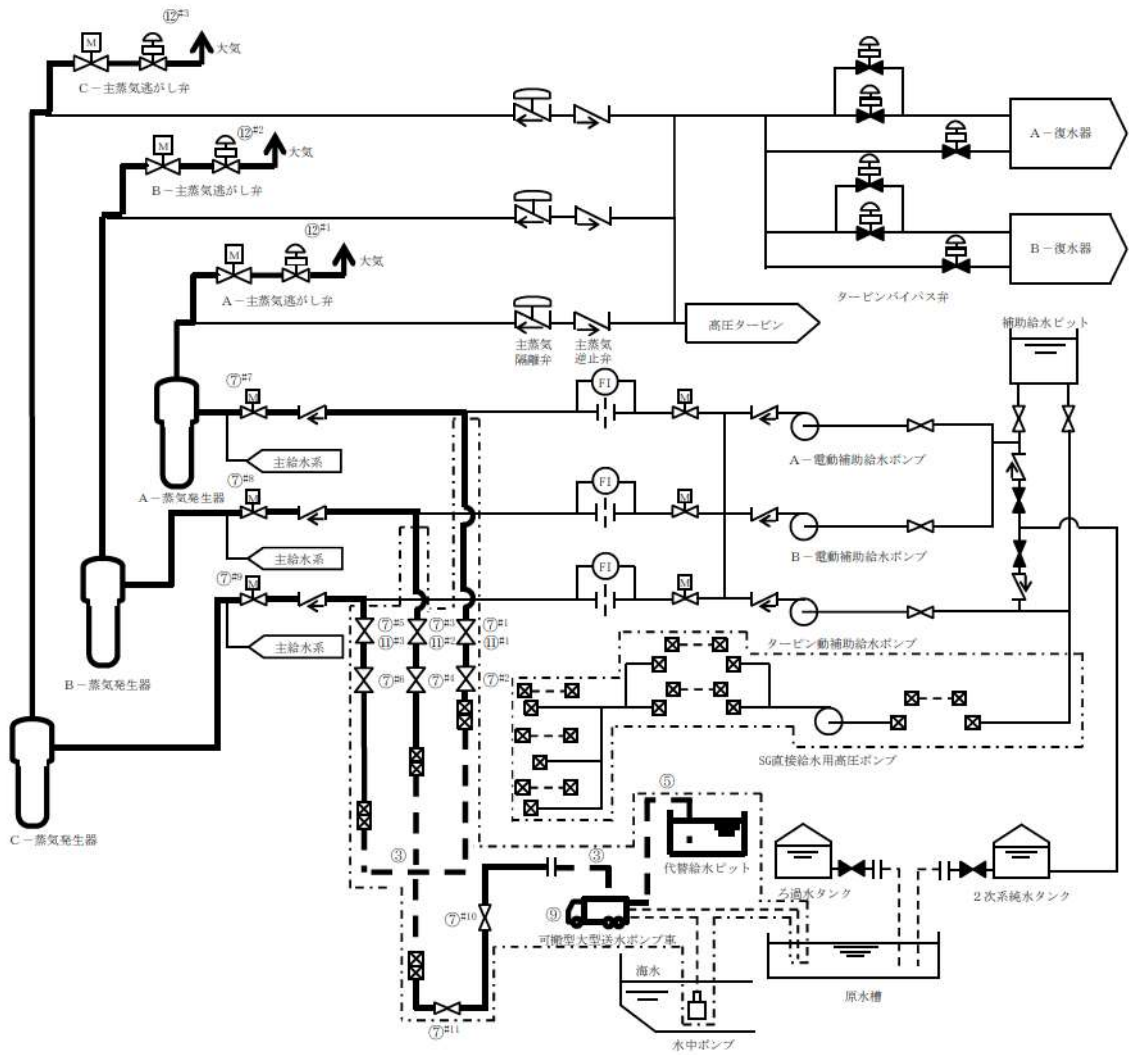 ⑫#3
M
大気
C-主蒸気逃がし弁
⑫#2
M
大気
B-主蒸気逃がし弁
⑫#1
M
大気
A-主蒸気逃がし弁
A-復水器
B-復水器
タービンバイパス弁
高圧タービン
主蒸気
隔離弁
主蒸気
逆止弁
補助給水ピット
⑦#7
M
FI
M
主給水系
A-電動補助給水ポンプ
A-蒸気発生器
⑦#8
M
FI
M
主給水系
B-電動補助給水ポンプ
⑦#9
M
FI
M
主給水系
タービン動補助給水ポンプ
B-蒸気発生器
⑦#5
⑪#3
⑦#3
⑪#2
⑦#1
⑪#1
⑦#6
⑦#4
⑦#2
SG直接給水用高圧ポンプ
C-蒸気発生器
⑤
代替給水ピット
③
③
ろ過水タンク
2次系純水タンク
⑦#10
⑨
可搬型大型送水ポンプ車
海水
原水槽
⑦#11
水中ポンプ